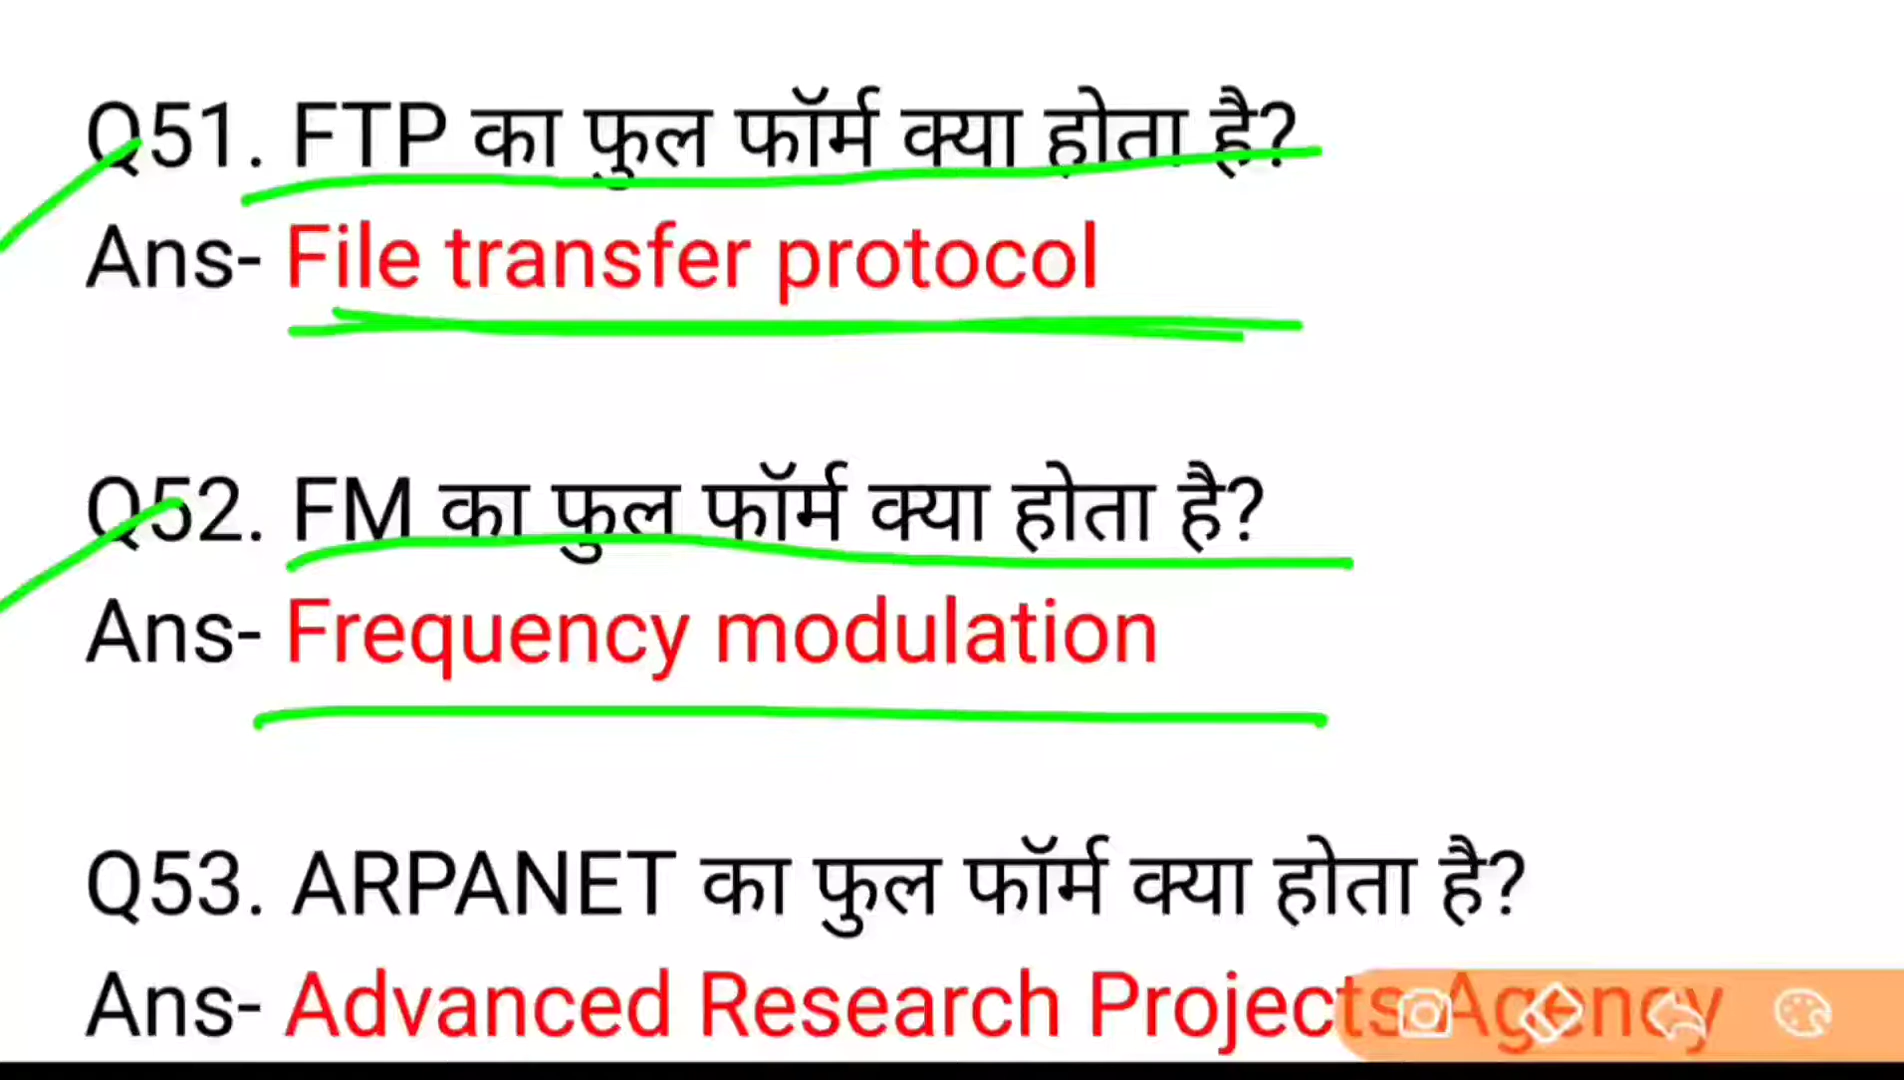 Q51. FTP का फुल फॉर्म क्या होता है?
Ans- File transfer protocol
Q52. FM का फुल फॉर्म क्या होता है?
Ans- Frequency modulation
Q53. ARPANET का फुल फॉर्म क्या होता है?
Ans- Advanced Research Projects Agency